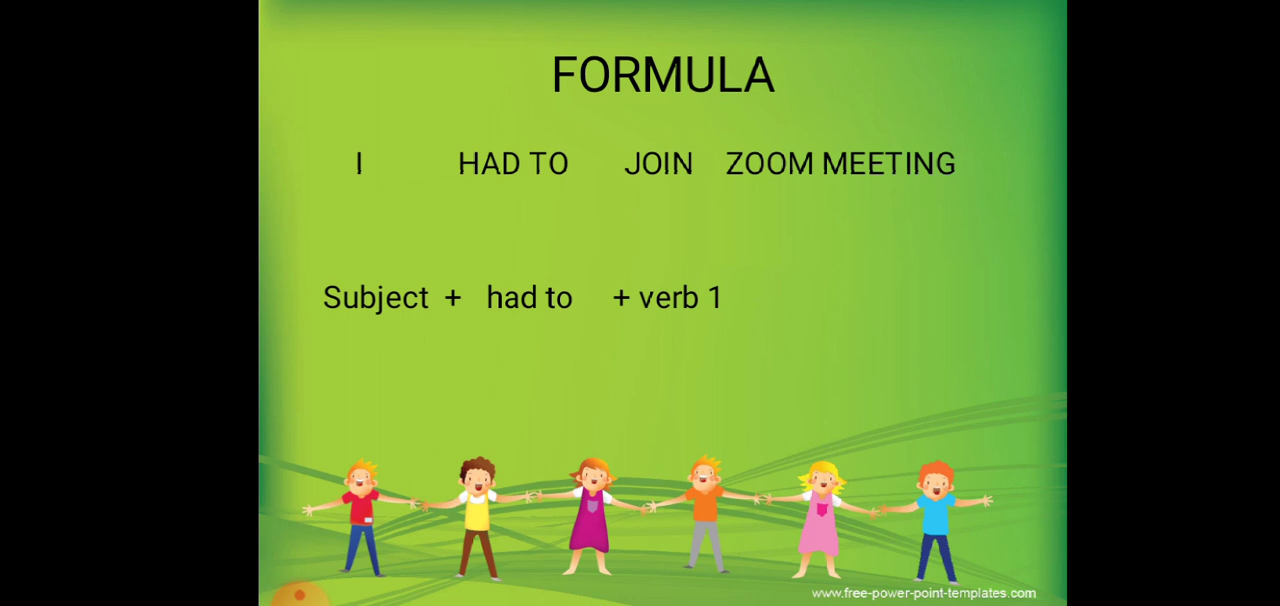 FORMULA
I HAD TO JOIN ZOOM MEETING
Subject + had to + verb 1
www.free-power-point-templates.com